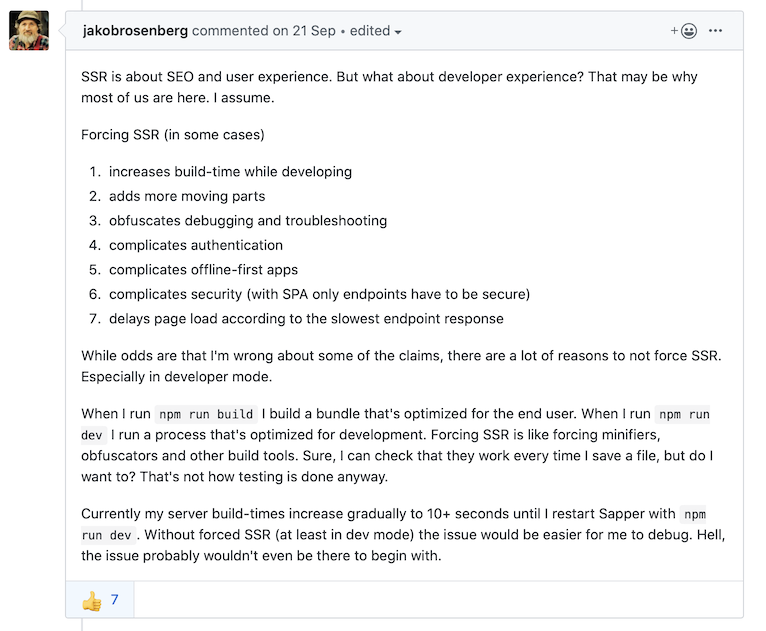 jakobrosenberg commented on 21 Sep • edited
SSR is about SEO and user experience. But what about developer experience? That may be why
most of us are here. I assume.
Forcing SSR (in some cases)
1. increases build-time while developing
2. adds more moving parts
3. obfuscates debugging and troubleshooting
4. complicates authentication
5. complicates offline-first apps
6. complicates security (with SPA only endpoints have to be secure)
7. delays page load according to the slowest endpoint response
While odds are that I'm wrong about some of the claims, there are a lot of reasons to not force SSR.
Especially in developer mode.
When I run npm run build I build a bundle that's optimized for the end user. When I run npm run
dev I run a process that's optimized for development. Forcing SSR is like forcing minifiers,
obfuscators and other build tools. Sure, I can check that they work every time I save a file, but do I
want to? That's not how testing is done anyway.
Currently my server build-times increase gradually to 10+ seconds until I restart Sapper with npm
run dev . Without forced SSR (at least in dev mode) the issue would be easier for me to debug. Hell,
the issue probably wouldn't even be there to begin with.
7